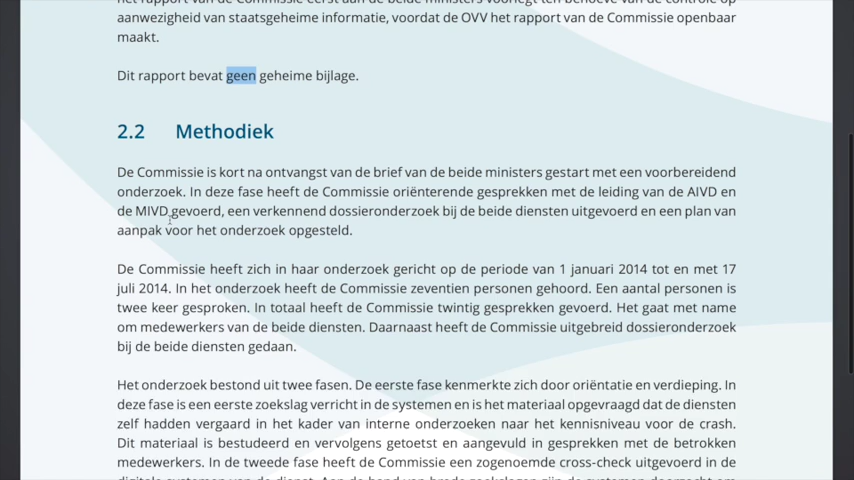 het rapport van de Commissie eerst aan de beide ministers voorlegt ten behoeve van de controle op
aanwezigheid van staatsgeheime informatie, voordat de OVV het rapport van de Commissie openbaar
maakt.
Dit rapport bevat geen geheime bijlage.
2.2 Methodiek
De Commissie is kort na ontvangst van de brief van de beide ministers gestart met een voorbereidend
onderzoek. In deze fase heeft de Commissie oriënterende gesprekken met de leiding van de AIVD en
de MIVD gevoerd, een verkennend dossieronderzoek bij de beide diensten uitgevoerd en een plan van
aanpak voor het onderzoek opgesteld.
De Commissie heeft zich in haar onderzoek gericht op de periode van 1 januari 2014 tot en met 17
juli 2014. In het onderzoek heeft de Commissie zeventien personen gehoord. Een aantal personen is
twee keer gesproken. In totaal heeft de Commissie twintig gesprekken gevoerd. Het gaat met name
om medewerkers van de beide diensten. Daarnaast heeft de Commissie uitgebreid dossieronderzoek
bij de beide diensten gedaan.
Het onderzoek bestond uit twee fasen. De eerste fase kenmerkte zich door oriëntatie en verdieping. In
deze fase is een eerste zoekslag verricht in de systemen en is het materiaal opgevraagd dat de diensten
zelf hadden vergaard in het kader van interne onderzoeken naar het kennisniveau voor de crash.
Dit materiaal is bestudeerd en vervolgens getoetst en aangevuld in gesprekken met de betrokken
medewerkers. In de tweede fase heeft de Commissie een zogenoemde cross-check uitgevoerd in de